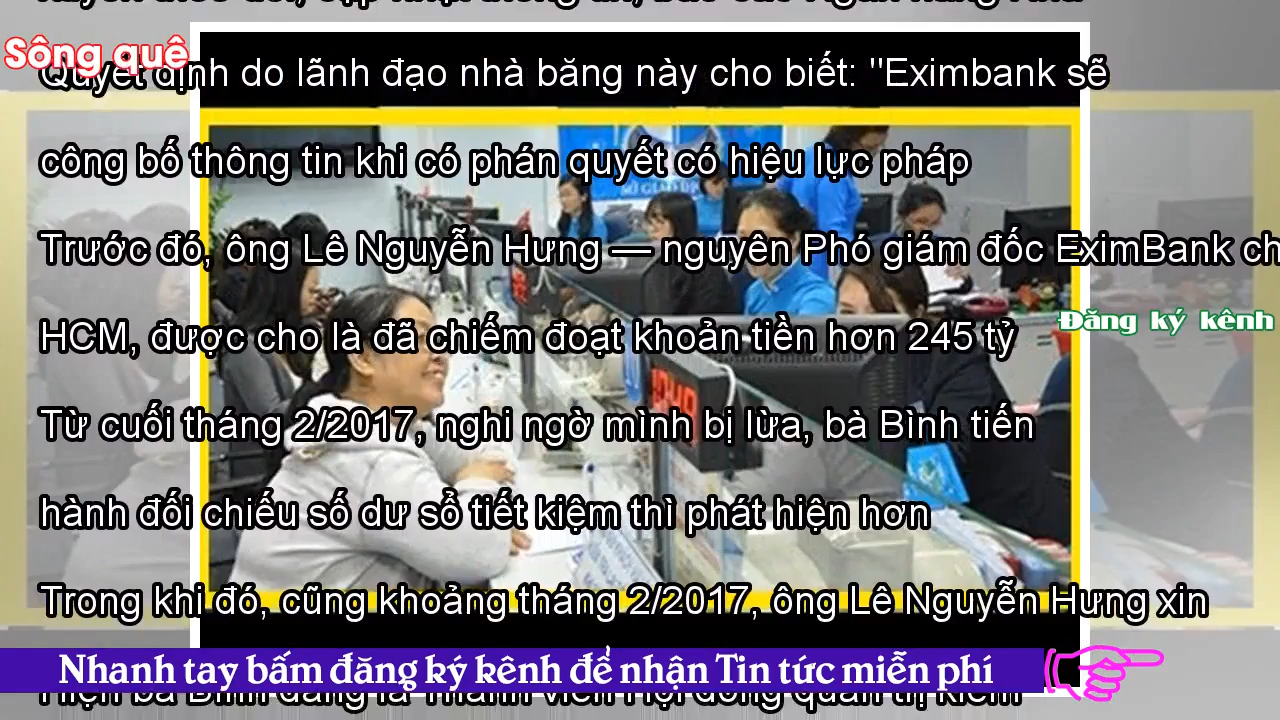 Sông quê
Quyết định do lãnh đạo nhà băng này cho biết: "Eximbank sẽ
công bố thông tin khi có phán quyết có hiệu lực pháp
Trước đó, ông Lê Nguyễn Hưng — nguyên Phó giám đốc EximBank ch
Đăng ký kênh
HCM, được cho là đã chiếm đoạt khoản tiền hơn 245 tỷ
Từ cuối tháng 2/2017, nghi ngờ mình bị lừa, bà Bình tiến
hành đối chiếu số dư sổ tiết kiệm thì phát hiện hơn
Trong khi đó, cũng khoảng tháng 2/2017, ông Lê Nguyễn Hưng xin
Nhanh tay bấm đăng ký kênh để nhận Tin tức miễn phí